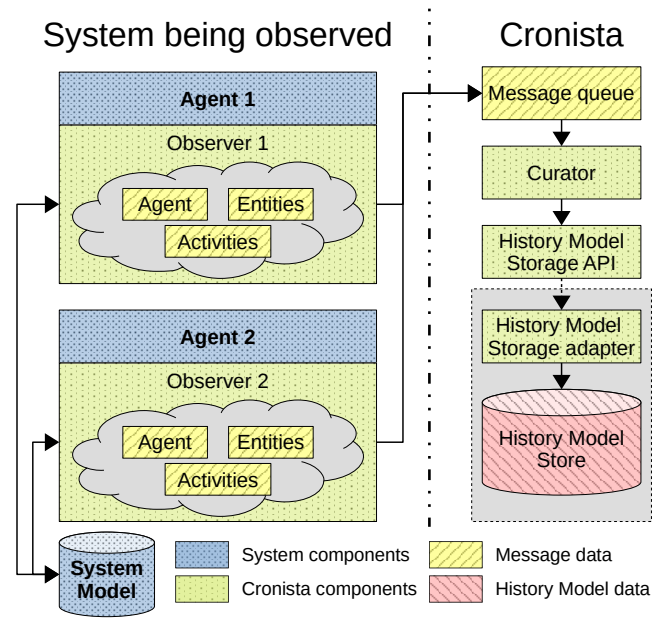 System being observed
Cronista
Agent 1
Observer 1
Agent
Entities
Activities
Agent 2
Observer 2
Agent
Entities
Activities
System
Model
Message queue
Curator
History Model
Storage API
History Model
Storage adapter
History Model
Store
System components
Message data
Cronista components
History Model data